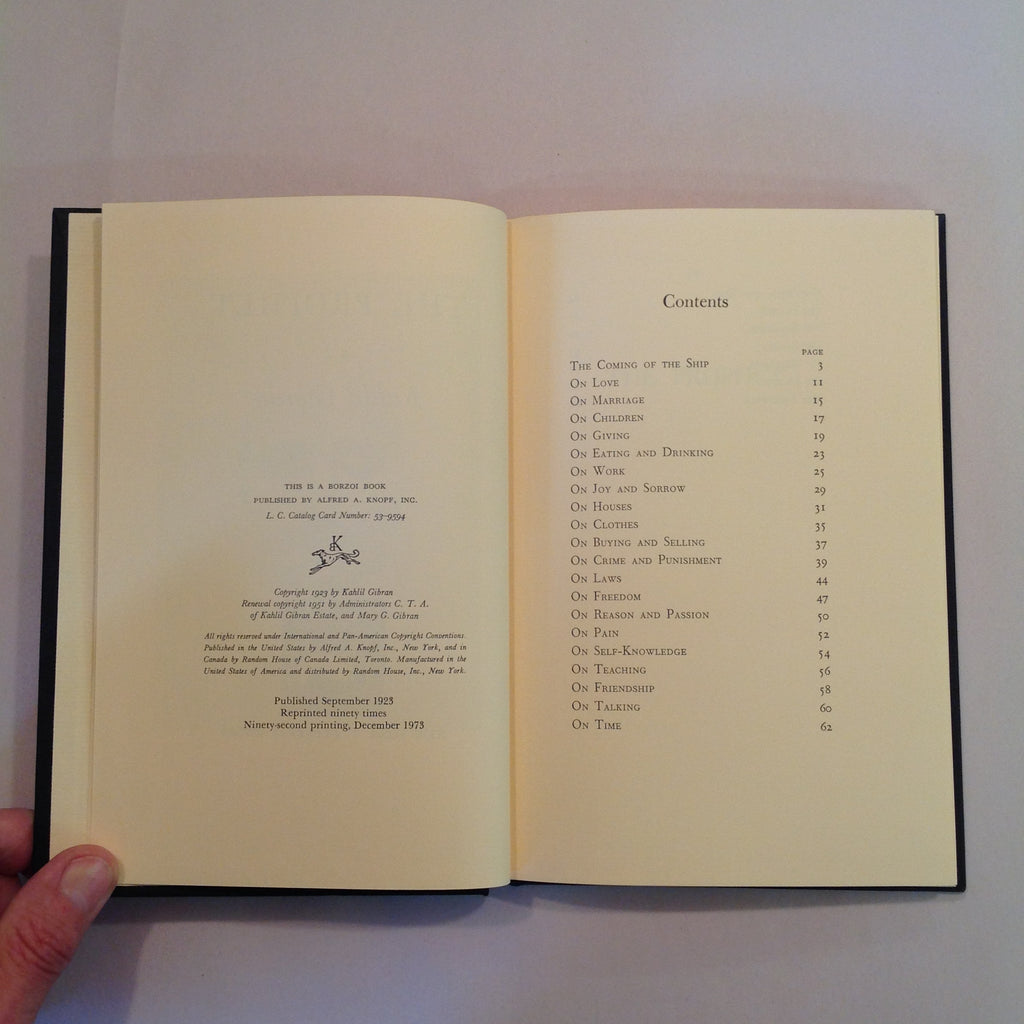 THIS IS A BORZOI BOOK
PUBLISHED BY ALFRED A. KNOPF, INC.
L. C. Catalog Card Number: 53-9594
K
Copyright 1923 by Kahlil Gibran
Renewal copyright 1951 by Administrators C. T. A.
of Kahlil Gibran Estate, and Mary G. Gibran
All rights reserved under International and Pan-American Copyright Conventions.
Published in the United States by Alfred A. Knopf, Inc., New York, and in
Canada by Random House of Canada Limited, Toronto. Manufactured in the
United States of America and distributed by Random House, Inc., New York.
Published September 1923
Reprinted ninety times
Ninety-second printing, December 1973
Contents
PAGE
The Coming of the Ship 3
On Love 11
On Marriage 15
On Children 17
On Giving 19
On Eating and Drinking 23
On Work 25
On Joy and Sorrow 29
On Houses 31
On Clothes 35
On Buying and Selling 37
On Crime and Punishment 39
On Laws 44
On Freedom 47
On Reason and Passion 50
On Pain 52
On Self-Knowledge 54
On Teaching 56
On Friendship 58
On Talking 60
On Time 62